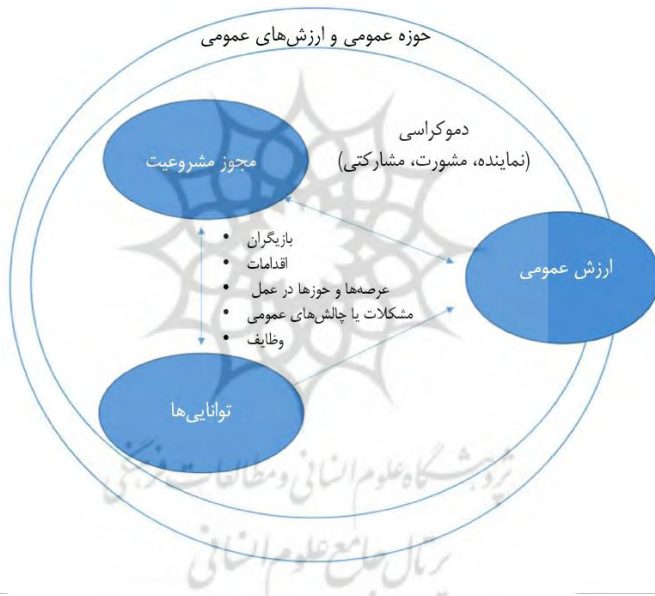 حوزه عمومی و ارزش‌های عمومی
دموکراسی
(نماینده، مشورت، مشارکتی)
مجوز مشروعیت
ارزش عمومی
• بازیگران
• اقدامات
• عرصه‌ها و حوزها در عمل
• مشکلات یا چالش‌های عمومی
• وظایف
توانایی‌ها
پژوهشگاه علوم انسانی و مطالعات فرهنگی
پرتال جامع علوم انسانی